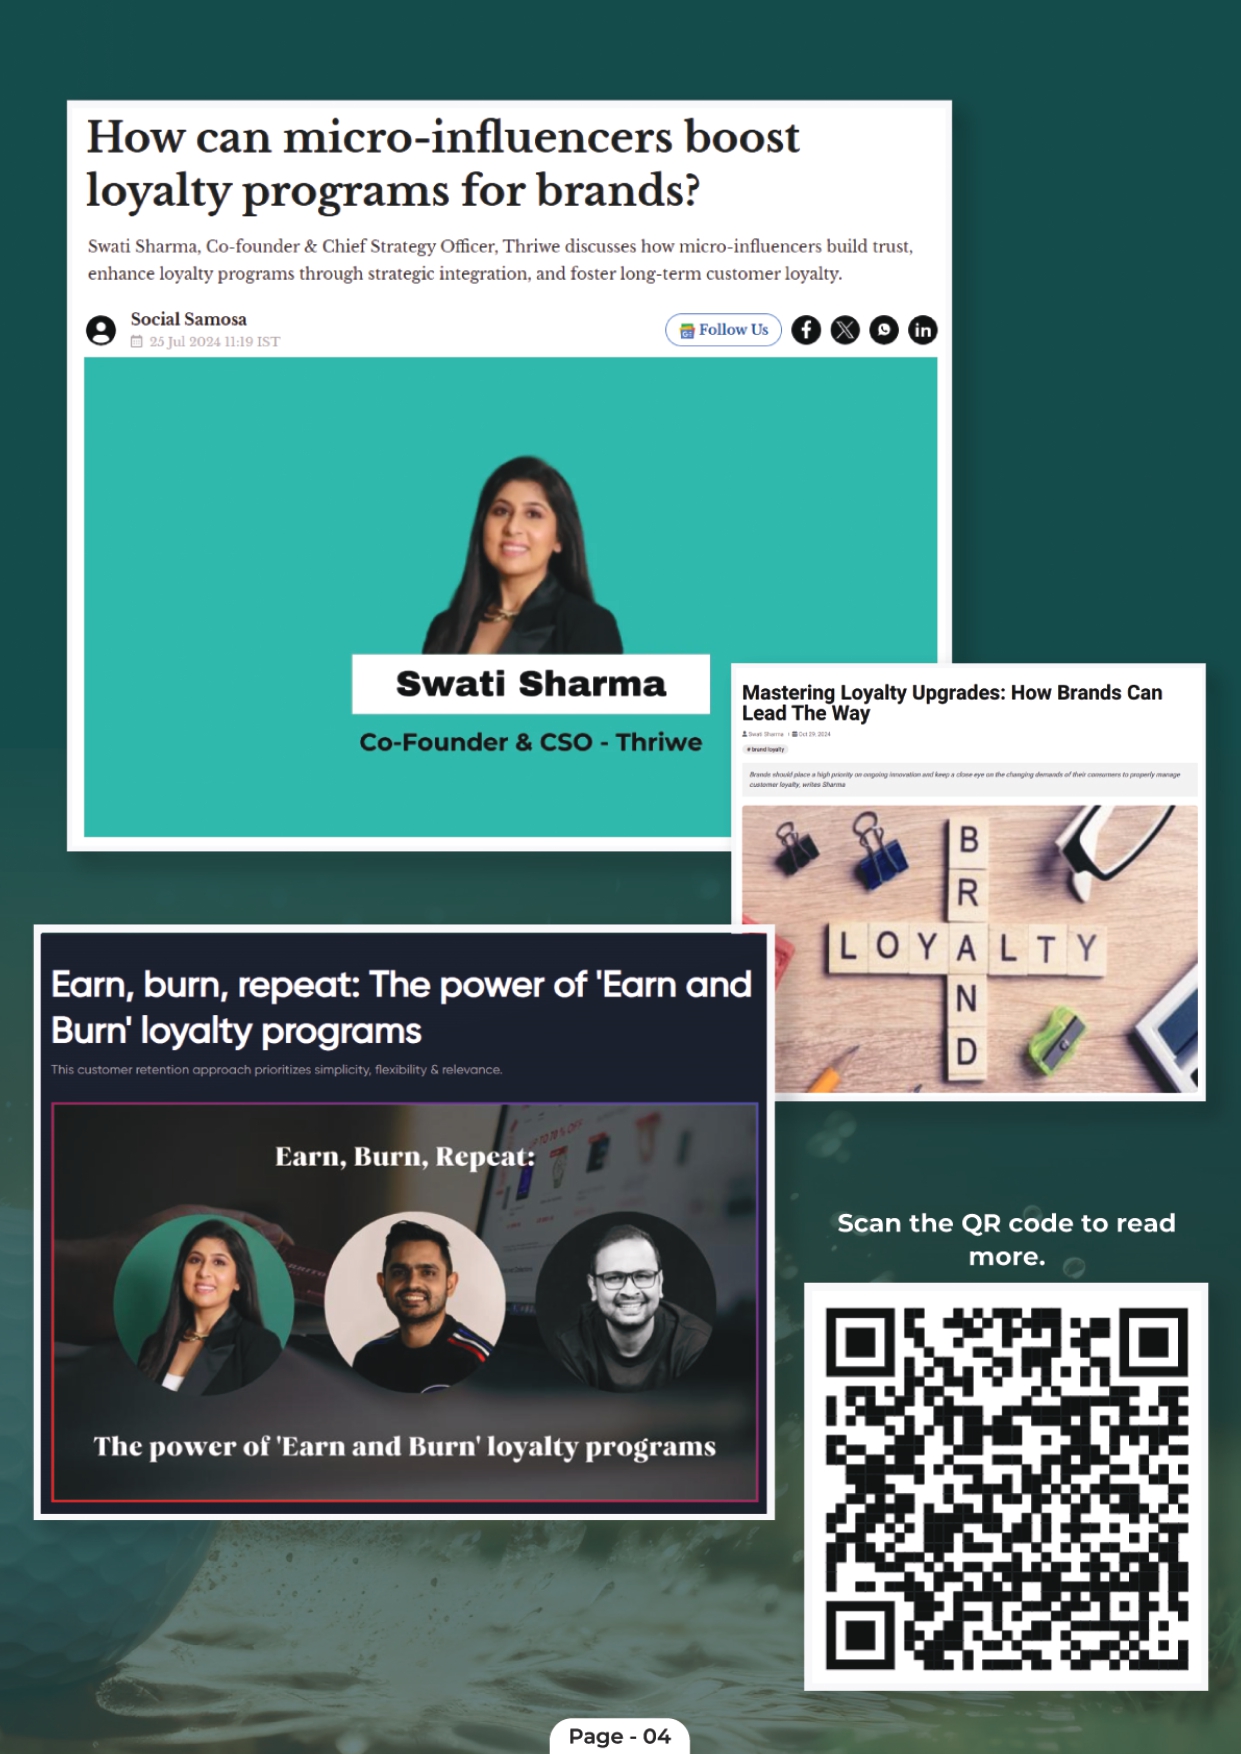 How can micro-influencers boost
loyalty programs for brands?
Swati Sharma, Co-founder & Chief Strategy Officer, Thriwe discusses how micro-influencers build trust,
enhance loyalty programs through strategic integration, and foster long-term customer loyalty.
Social Samosa
25 Jul 2024 11:19 IST
Follow Us
Swati Sharma
Co-Founder & CSO - Thriwe
Mastering Loyalty Upgrades: How Brands Can
Lead The Way
Swati Sharma | Oct 29, 2024
# brand loyalty
Brands should place a high priority on ongoing innovation and keep a close eye on the changing demands of their consumers to properly manage
customer loyalty, writes Sharma
B
R
LOYALTY
N
D
Earn, burn, repeat: The power of 'Earn and
Burn' loyalty programs
This customer retention approach prioritizes simplicity, flexibility & relevance.
Earn, Burn, Repeat:
The power of 'Earn and Burn' loyalty programs
Scan the QR code to read
more.
Page - 04